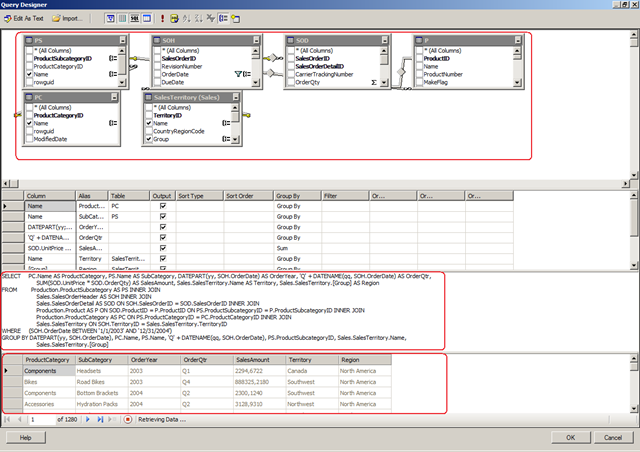 Query Designer
Edit As Text Import...
PS
* (All Columns)
ProductSubcategoryID
ProductCategoryID
Name
rowguid
SOH
* (All Columns)
SalesOrderID
RevisionNumber
OrderDate
DueDate
SOD
* (All Columns)
SalesOrderID
SalesOrderDetailID
CarrierTrackingNumber
OrderQty
P
* (All Columns)
ProductID
Name
ProductNumber
MakeFlag
PC
* (All Columns)
ProductCategoryID
Name
rowguid
ModifiedDate
SalesTerritory (Sales)
* (All Columns)
TerritoryID
Name
CountryRegionCode
Group
Column Alias Table Output Sort Type Sort Order Group By Filter Or... Or... Or...
Name Product... PC Group By
Name SubCat... PS Group By
DATEPART(yy;... OrderY... Group By
'Q' + DATENA... OrderQtr Group By
SOD.UnitPrice ... SalesA... Sum
Name Territory SalesTerrit... Group By
[Group] Region SalesTerrit... Group By
SELECT PC.Name AS ProductCategory, PS.Name AS SubCategory, DATEPART(yy, SOH.OrderDate) AS OrderYear, 'Q' + DATENAME(qq, SOH.OrderDate) AS OrderQtr,
SUM(SOD.UnitPrice * SOD.OrderQty) AS SalesAmount, Sales.SalesTerritory.Name AS Territory, Sales.SalesTerritory.[Group] AS Region
FROM Production.ProductSubcategory AS PS INNER JOIN
Sales.SalesOrderHeader AS SOH INNER JOIN
Sales.SalesOrderDetail AS SOD ON SOH.SalesOrderID = SOD.SalesOrderID INNER JOIN
Production.Product AS P ON SOD.ProductID = P.ProductID ON PS.ProductSubcategoryID = P.ProductSubcategoryID INNER JOIN
Production.ProductCategory AS PC ON PS.ProductCategoryID = PC.ProductCategoryID INNER JOIN
Sales.SalesTerritory ON SOH.TerritoryID = Sales.SalesTerritory.TerritoryID
WHERE (SOH.OrderDate BETWEEN '1/1/2003' AND '12/31/2004')
GROUP BY DATEPART(yy, SOH.OrderDate), PC.Name, PS.Name, 'Q' + DATENAME(qq, SOH.OrderDate), PS.ProductSubcategoryID, Sales.SalesTerritory.Name,
Sales.SalesTerritory.[Group]
ProductCategory SubCategory OrderYear OrderQtr SalesAmount Territory Region
Components Headsets 2003 Q1 2294,6722 Canada North America
Bikes Road Bikes 2003 Q4 888325,2180 Southwest North America
Components Bottom Brackets 2004 Q2 2300,1240 Southwest North America
Accessories Hydration Packs 2004 Q2 3128,9310 Northwest North America
1 of 1280 Retrieving Data ...
Help OK Cancel